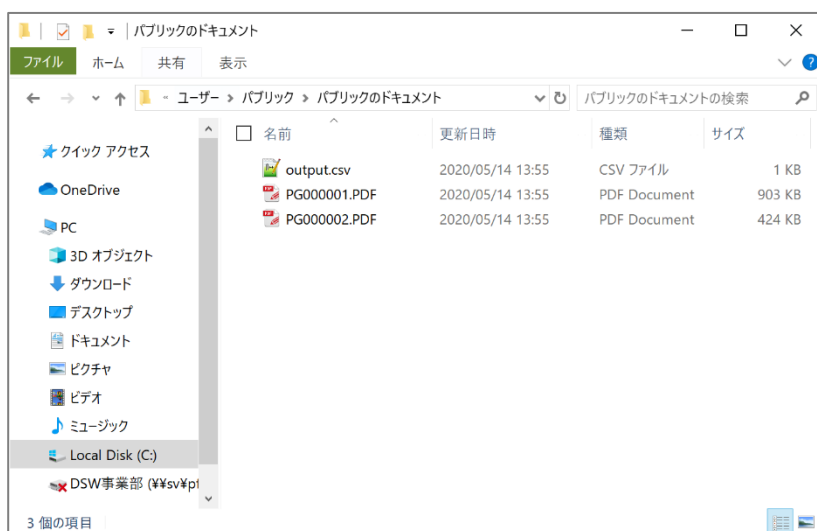 パブリックのドキュメント
ファイル ホーム 共有 表示
« ユーザー › パブリック › パブリックのドキュメント パブリックのドキュメントの検索
名前 更新日時 種類 サイズ
クイック アクセス
output.csv 2020/05/14 13:55 CSV ファイル 1 KB
OneDrive
PG000001.PDF 2020/05/14 13:55 PDF Document 903 KB
PG000002.PDF 2020/05/14 13:55 PDF Document 424 KB
PC
3D オブジェクト
ダウンロード
デスクトップ
ドキュメント
ピクチャ
ビデオ
ミュージック
Local Disk (C:)
DSW事業部 (¥¥sv¥
3 個の項目